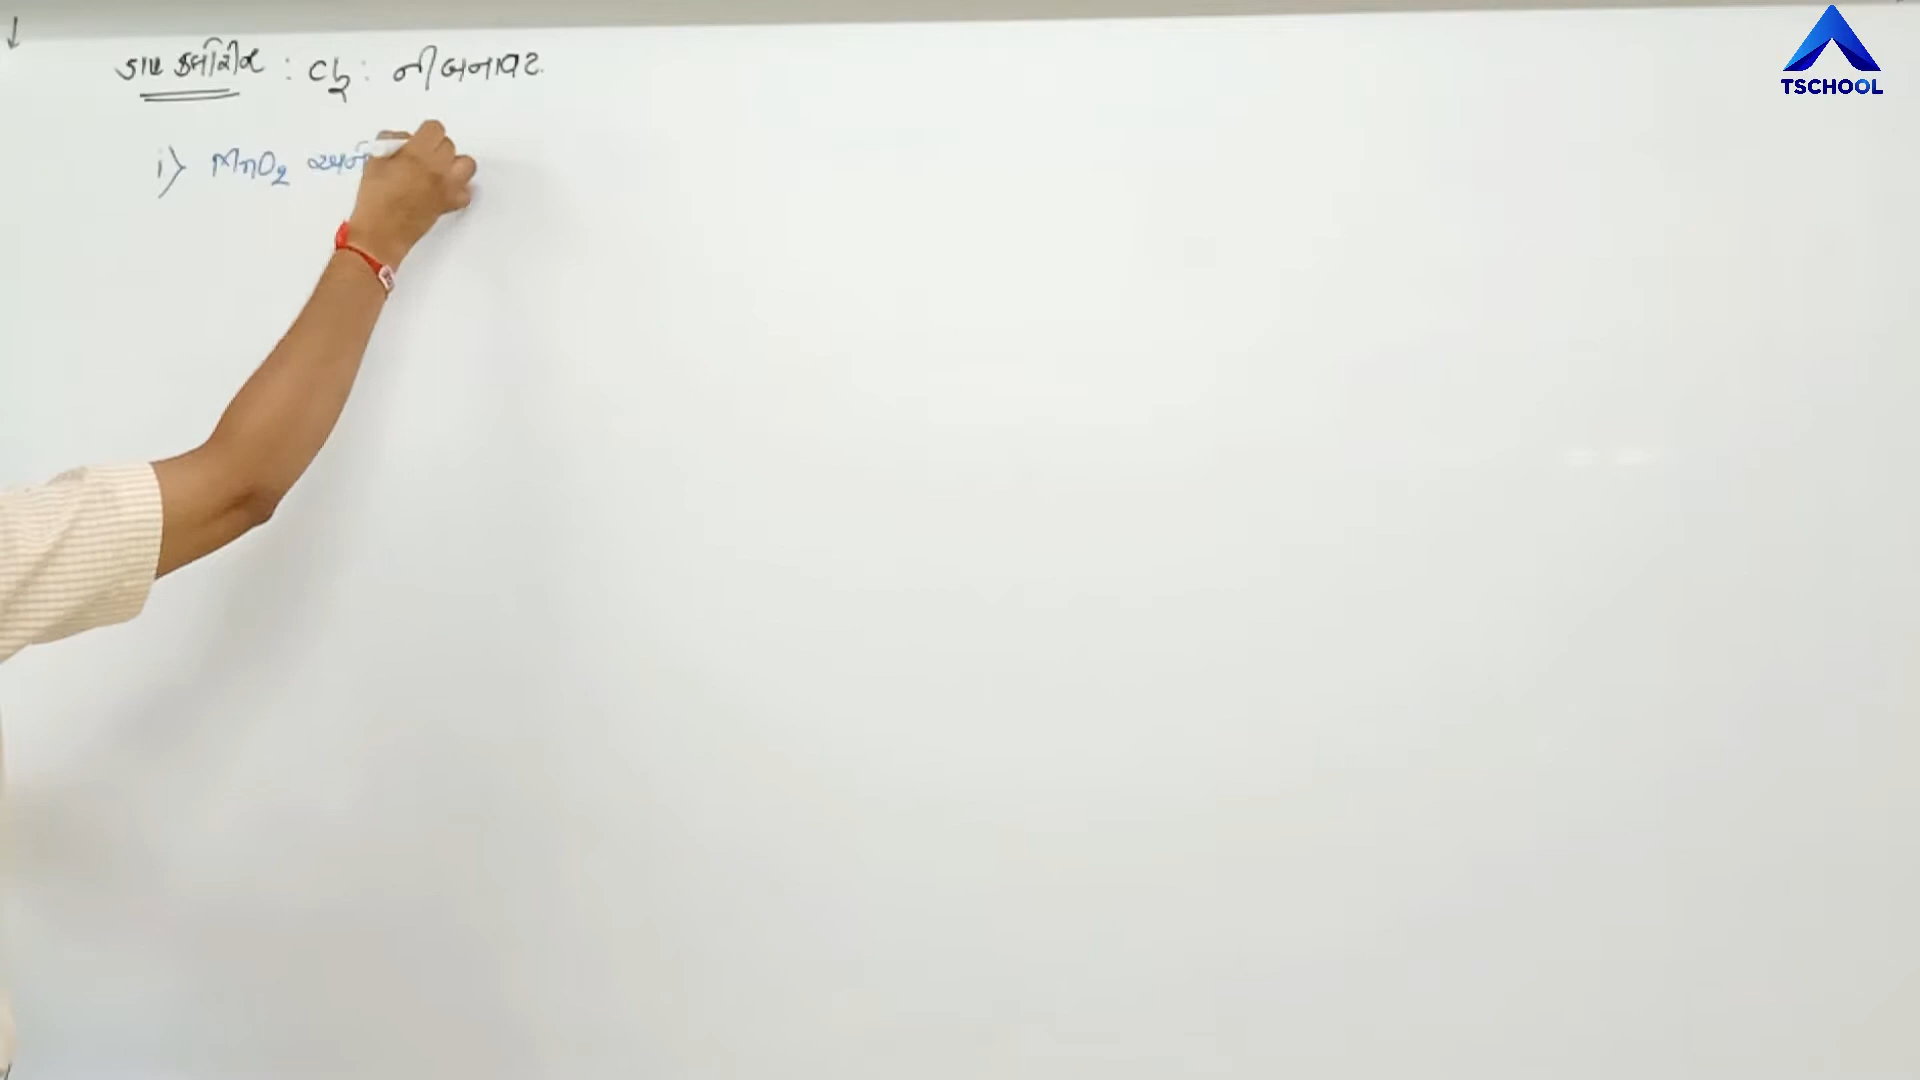 ડાય ક્લોરીન : Cl₂ : ની બનાવટ.
i) MnO₂
TSCHOOL